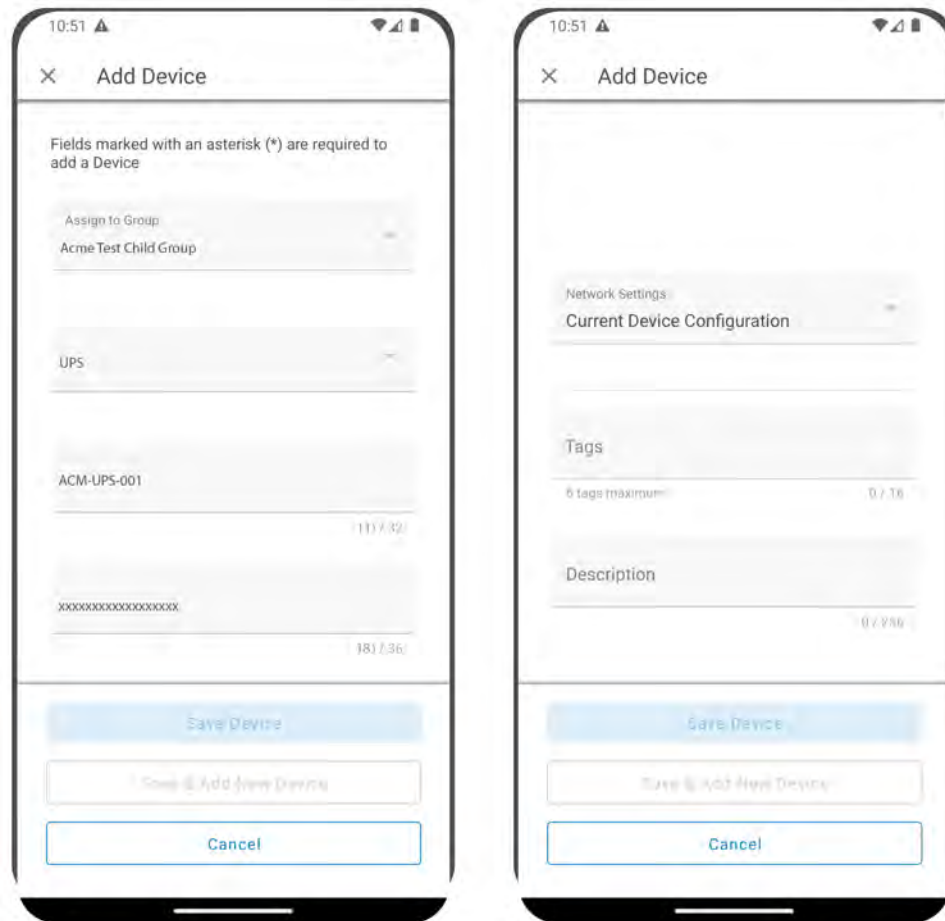 10:51
Add Device
Fields marked with an asterisk (*) are required to
add a Device
Assign to Group
Acme Test Child Group
UPS
ACM-UPS-001
xxxxxxxxxxxxxxxxxx
Save Device
Save & Add New Device
Cancel
10:51
Add Device
Network Settings
Current Device Configuration
Tags
6 tags maximum
0 / 16
Description
Save Device
Save & Add New Device
Cancel